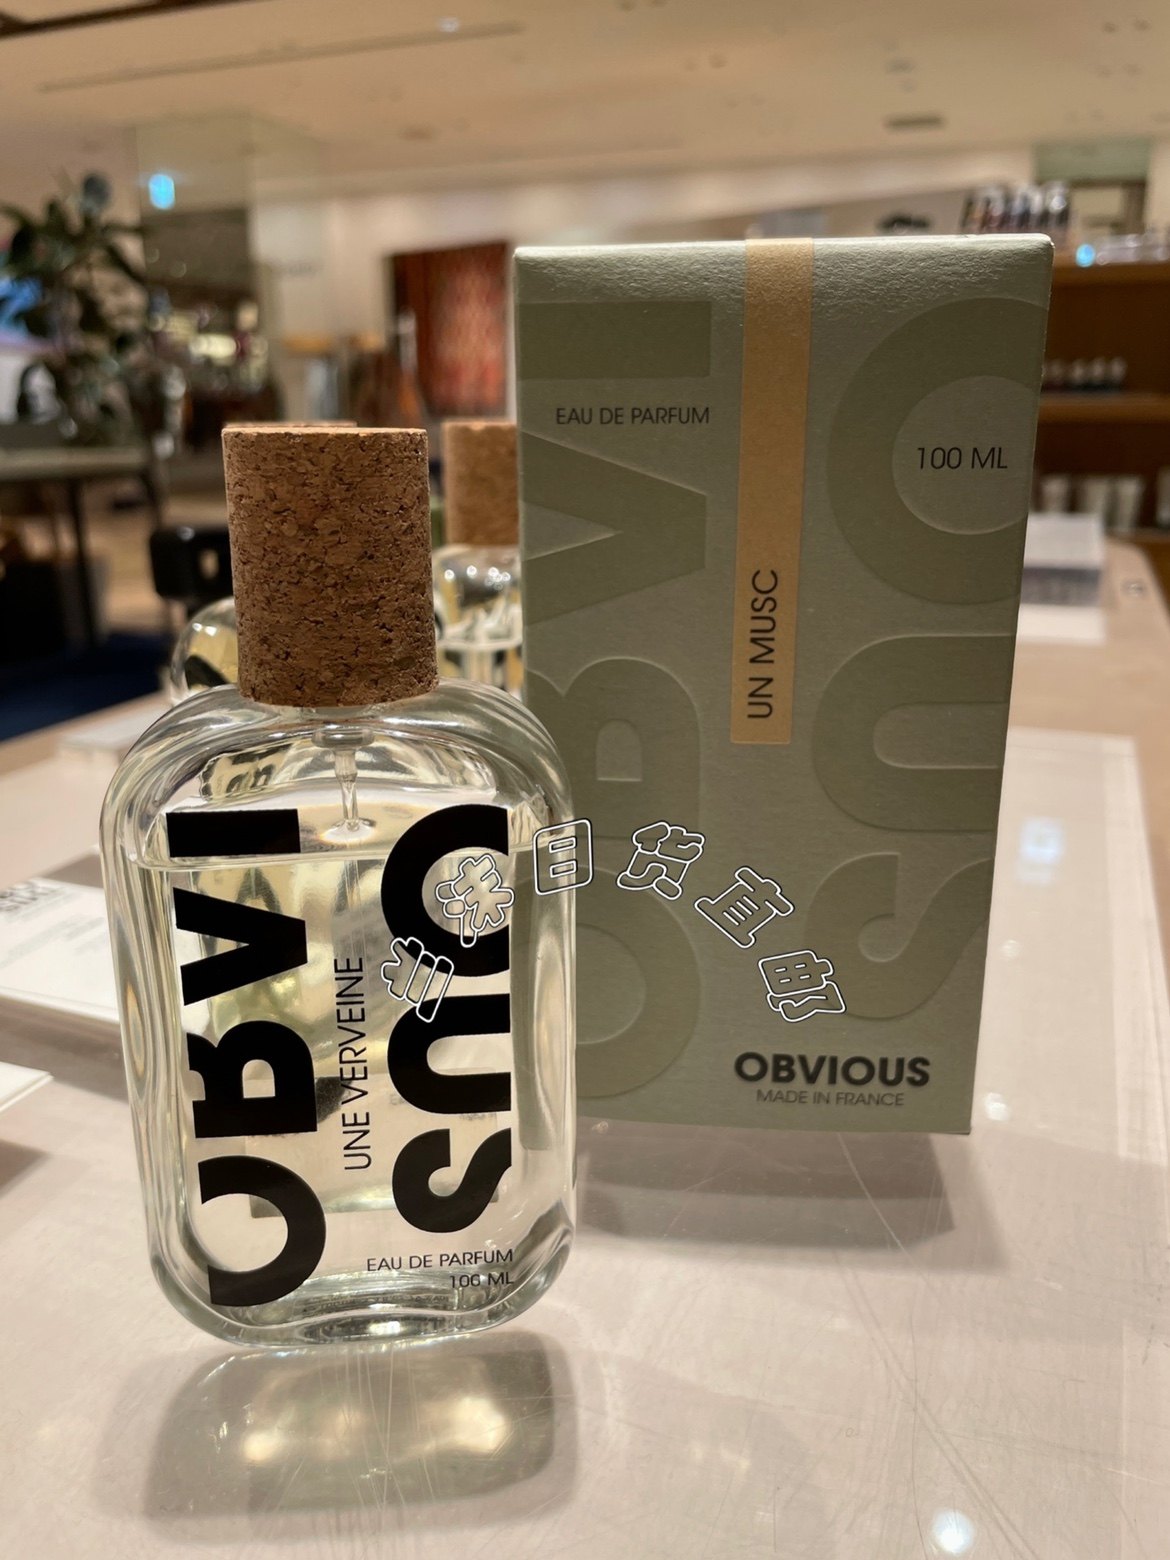 EAU DE PARFUM
100 ML
UN MUSC
OBVIOUS
MADE IN FRANCE
OBVI
OUS
UNE VERVEINE
EAU DE PARFUM
100 ML
OBVI
OUS
日货直邮